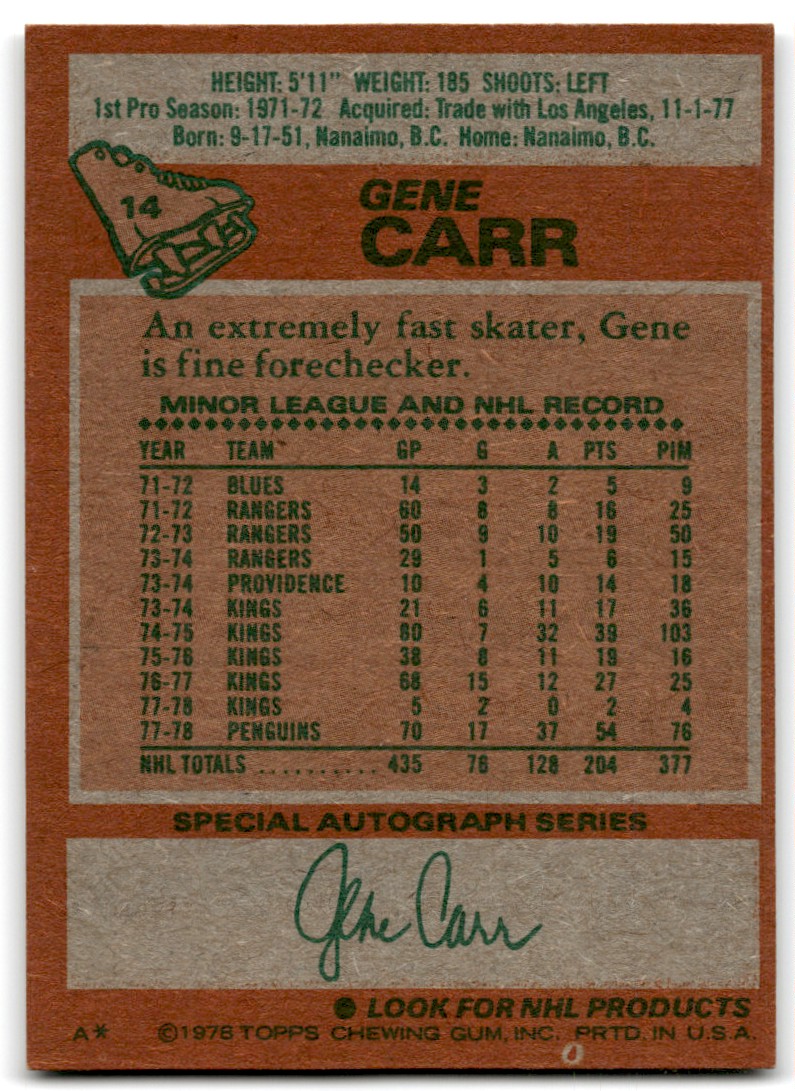 HEIGHT: 5'11" WEIGHT: 185 SHOOTS: LEFT
1st Pro Season: 1971-72 Acquired: Trade with Los Angeles, 11-1-77
Born: 9-17-51, Nanaimo, B.C. Home: Nanaimo, B.C.
14
GENE
CARR
An extremely fast skater, Gene
is fine forechecker.
MINOR LEAGUE AND NHL RECORD
YEAR TEAM GP G A PTS PIM
71-72 BLUES 14 3 2 5 9
71-72 RANGERS 60 8 8 16 25
72-73 RANGERS 50 9 10 19 50
73-74 RANGERS 29 1 5 6 15
73-74 PROVIDENCE 10 4 10 14 18
73-74 KINGS 21 6 11 17 36
74-75 KINGS 80 7 32 39 103
75-76 KINGS 38 8 11 19 16
76-77 KINGS 68 15 12 27 25
77-78 KINGS 5 2 0 2 4
77-78 PENGUINS 70 17 37 54 76
NHL TOTALS .......... 435 76 128 204 377
SPECIAL AUTOGRAPH SERIES
Gene Carr
● LOOK FOR NHL PRODUCTS
A* ©1978 TOPPS CHEWING GUM, INC. PRTD. IN U.S.A.
0